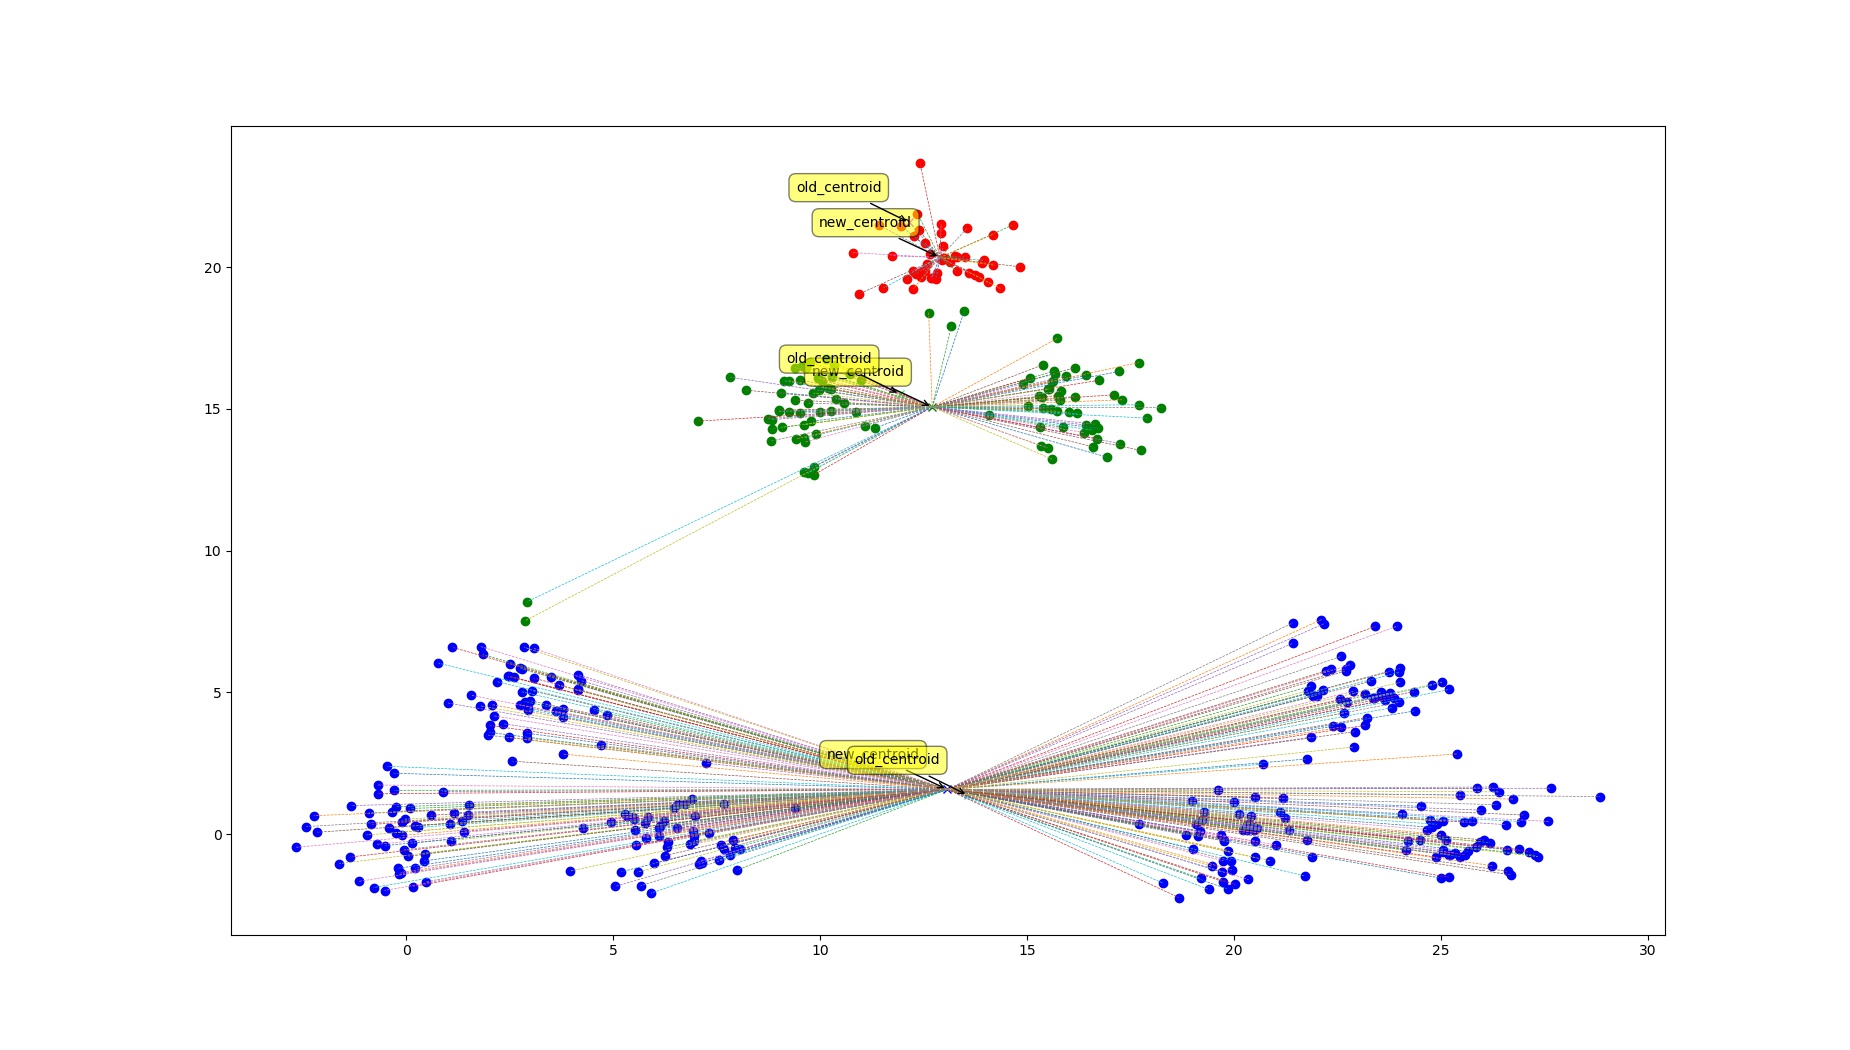 old_centroid
new_centroid
20
old_centroid
new_centroid
15
10
5
new_centroid
old_centroid
0
0 5 10 15 20 25 30